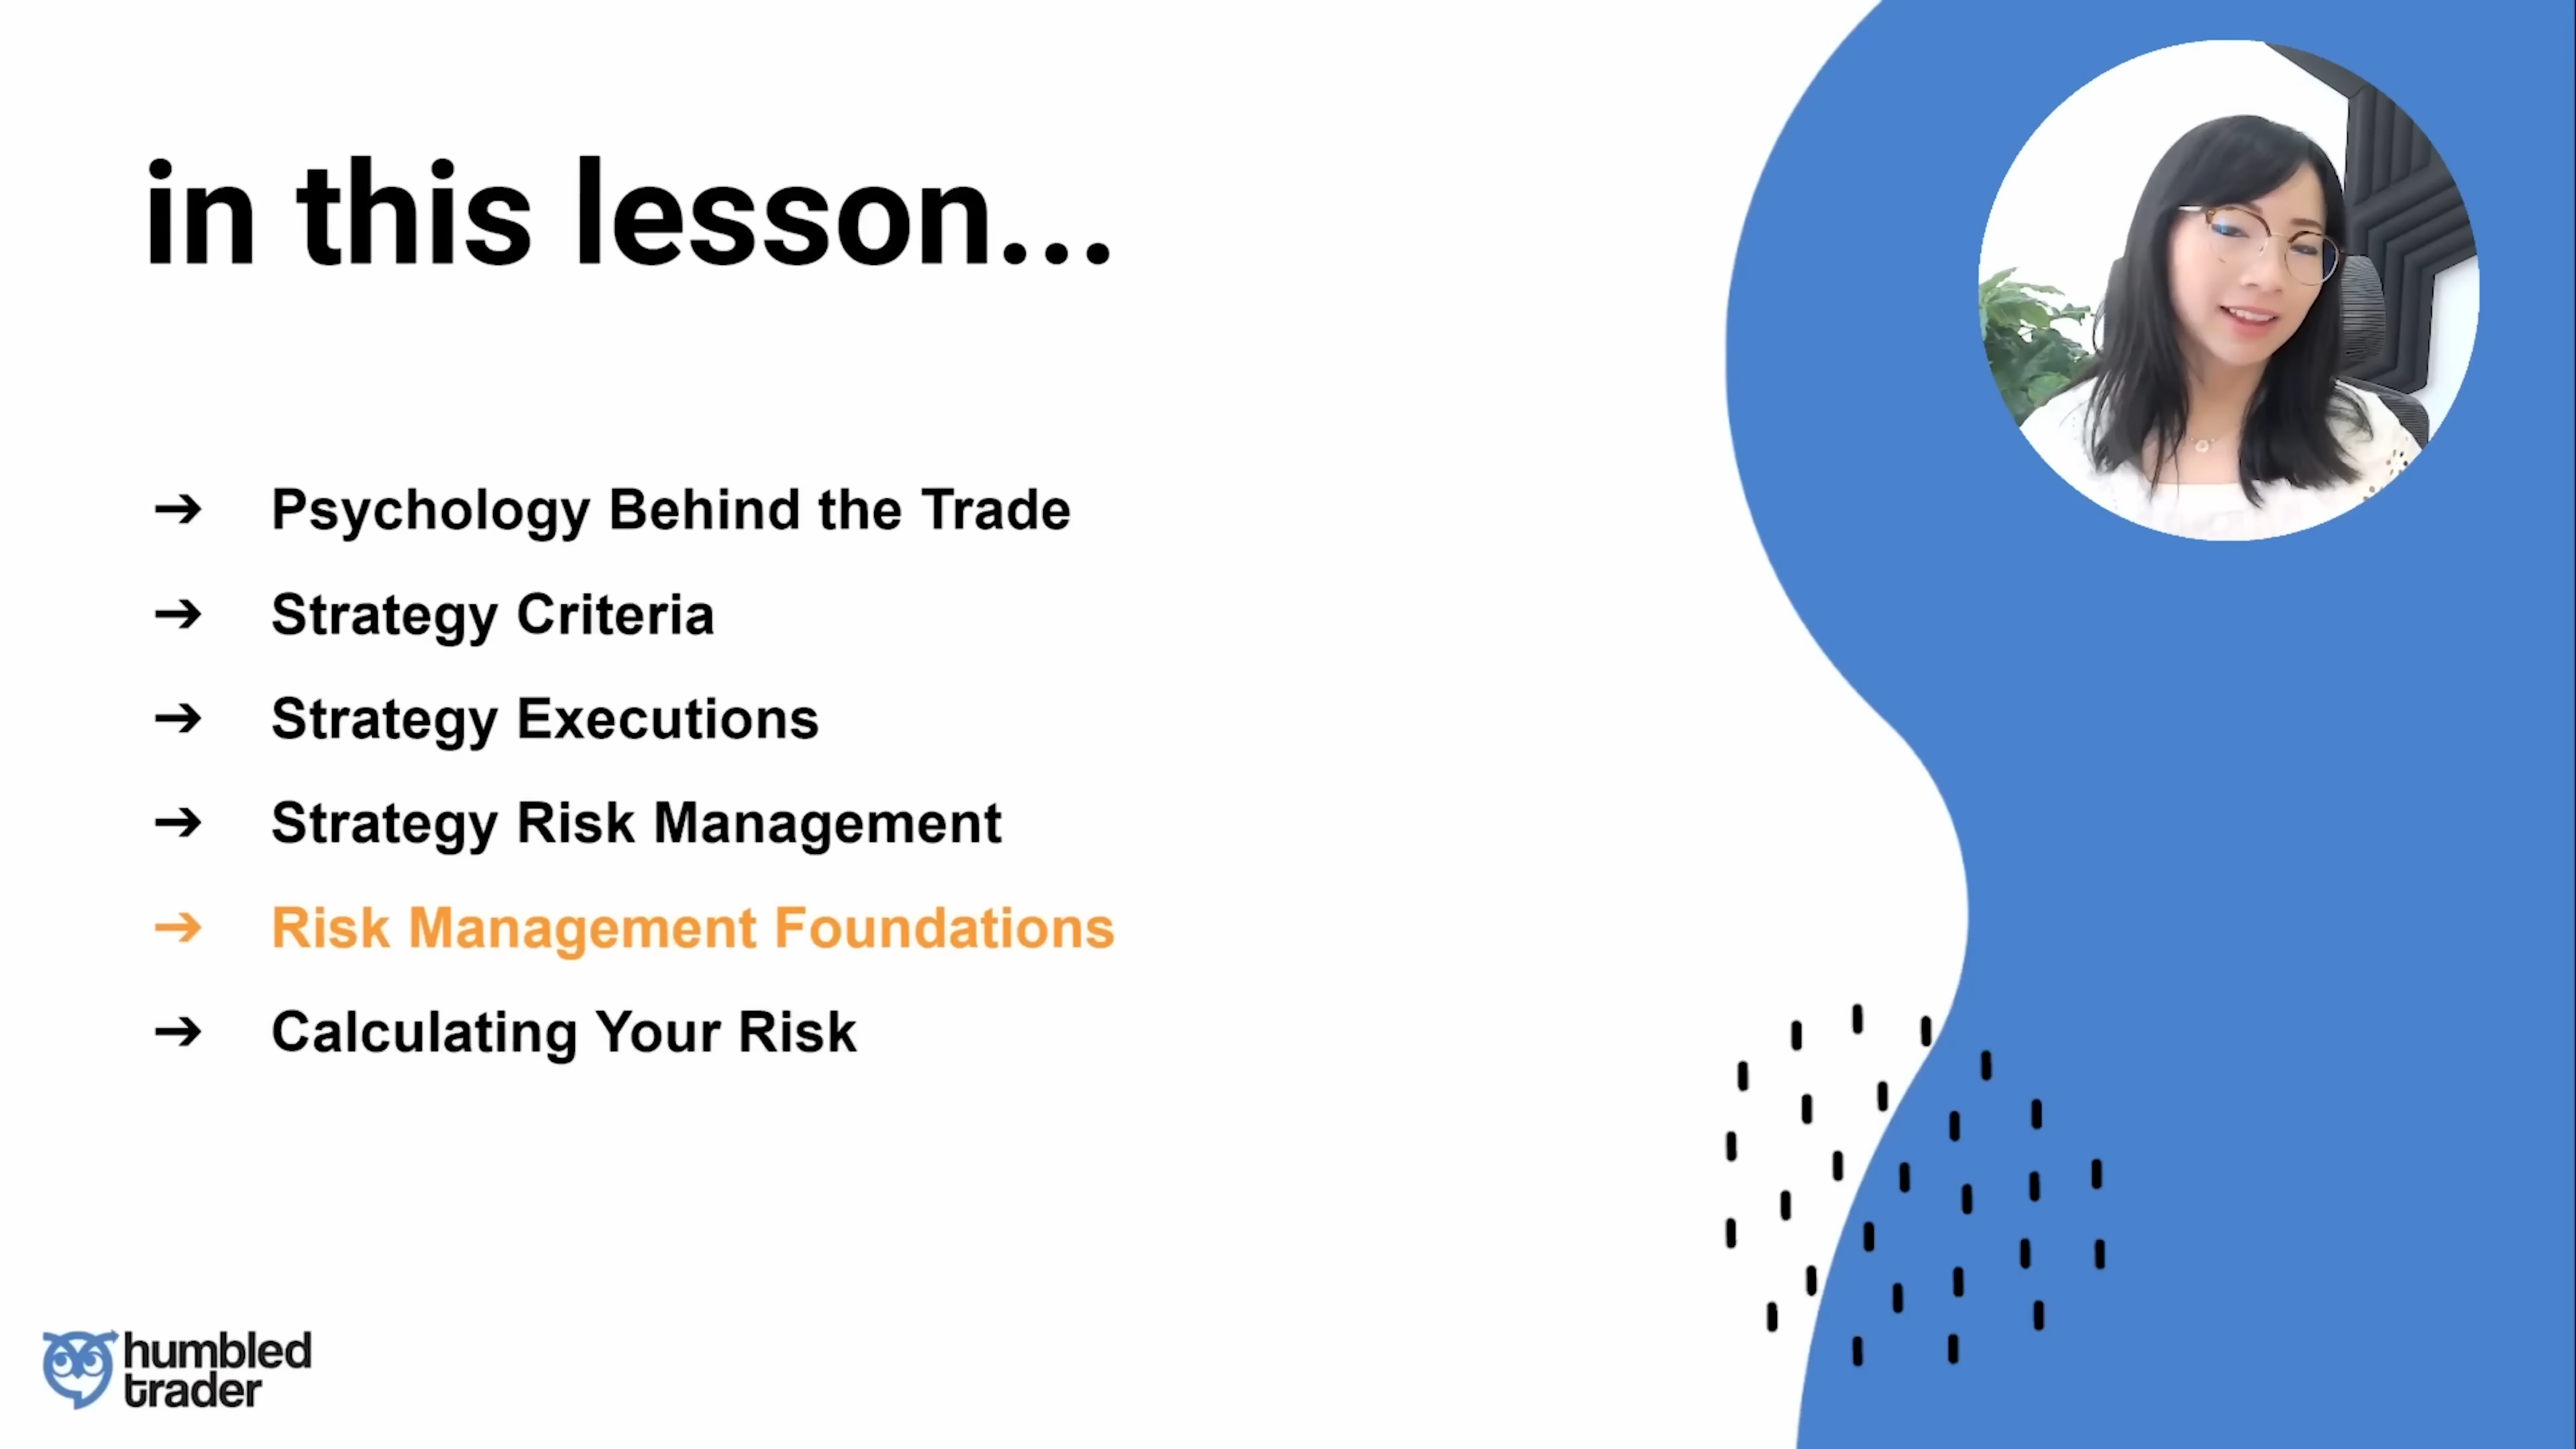 in this lesson...
➔ Psychology Behind the Trade
➔ Strategy Criteria
➔ Strategy Executions
➔ Strategy Risk Management
➔ Risk Management Foundations
➔ Calculating Your Risk
humbled
trader